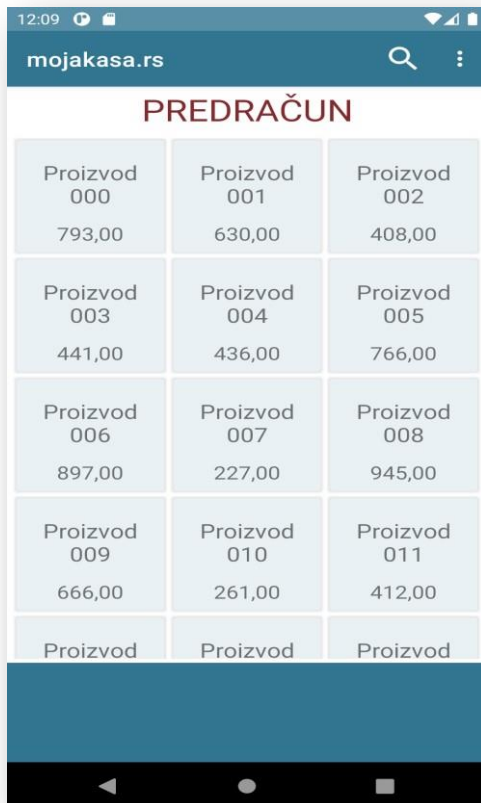 12:09
mojakasa.rs
PREDRAČUN
Proizvod
000
793,00
Proizvod
001
630,00
Proizvod
002
408,00
Proizvod
003
441,00
Proizvod
004
436,00
Proizvod
005
766,00
Proizvod
006
897,00
Proizvod
007
227,00
Proizvod
008
945,00
Proizvod
009
666,00
Proizvod
010
261,00
Proizvod
011
412,00
Proizvod
Proizvod
Proizvod